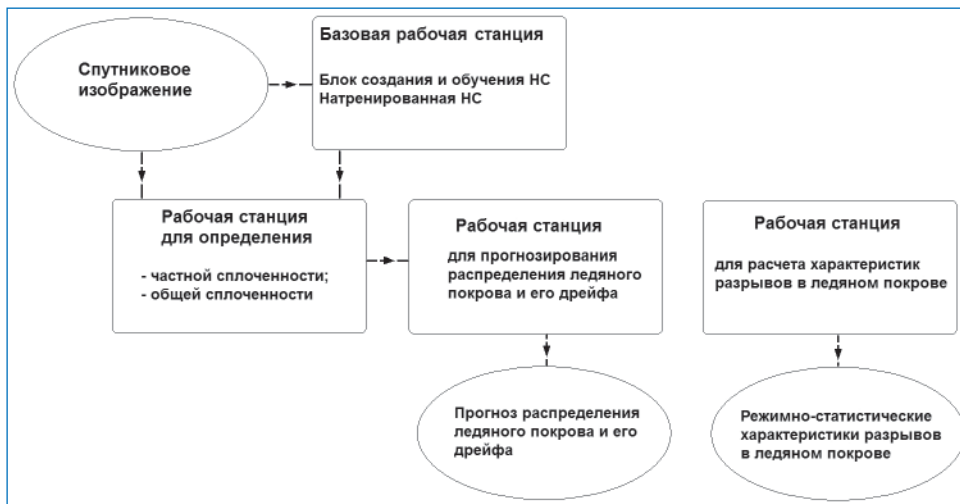 Спутниковое
изображение
Базовая рабочая станция
Блок создания и обучения НС
Натренированная НС
Рабочая станция
для определения
- частной сплоченности;
- общей сплоченности
Рабочая станция
для прогнозирования
распределения ледяного
покрова и его дрейфа
Рабочая станция
для расчета характеристик
разрывов в ледяном покрове
Прогноз распределения
ледяного покрова и его
дрейфа
Режимно-статистические
характеристики разрывов
в ледяном покрове